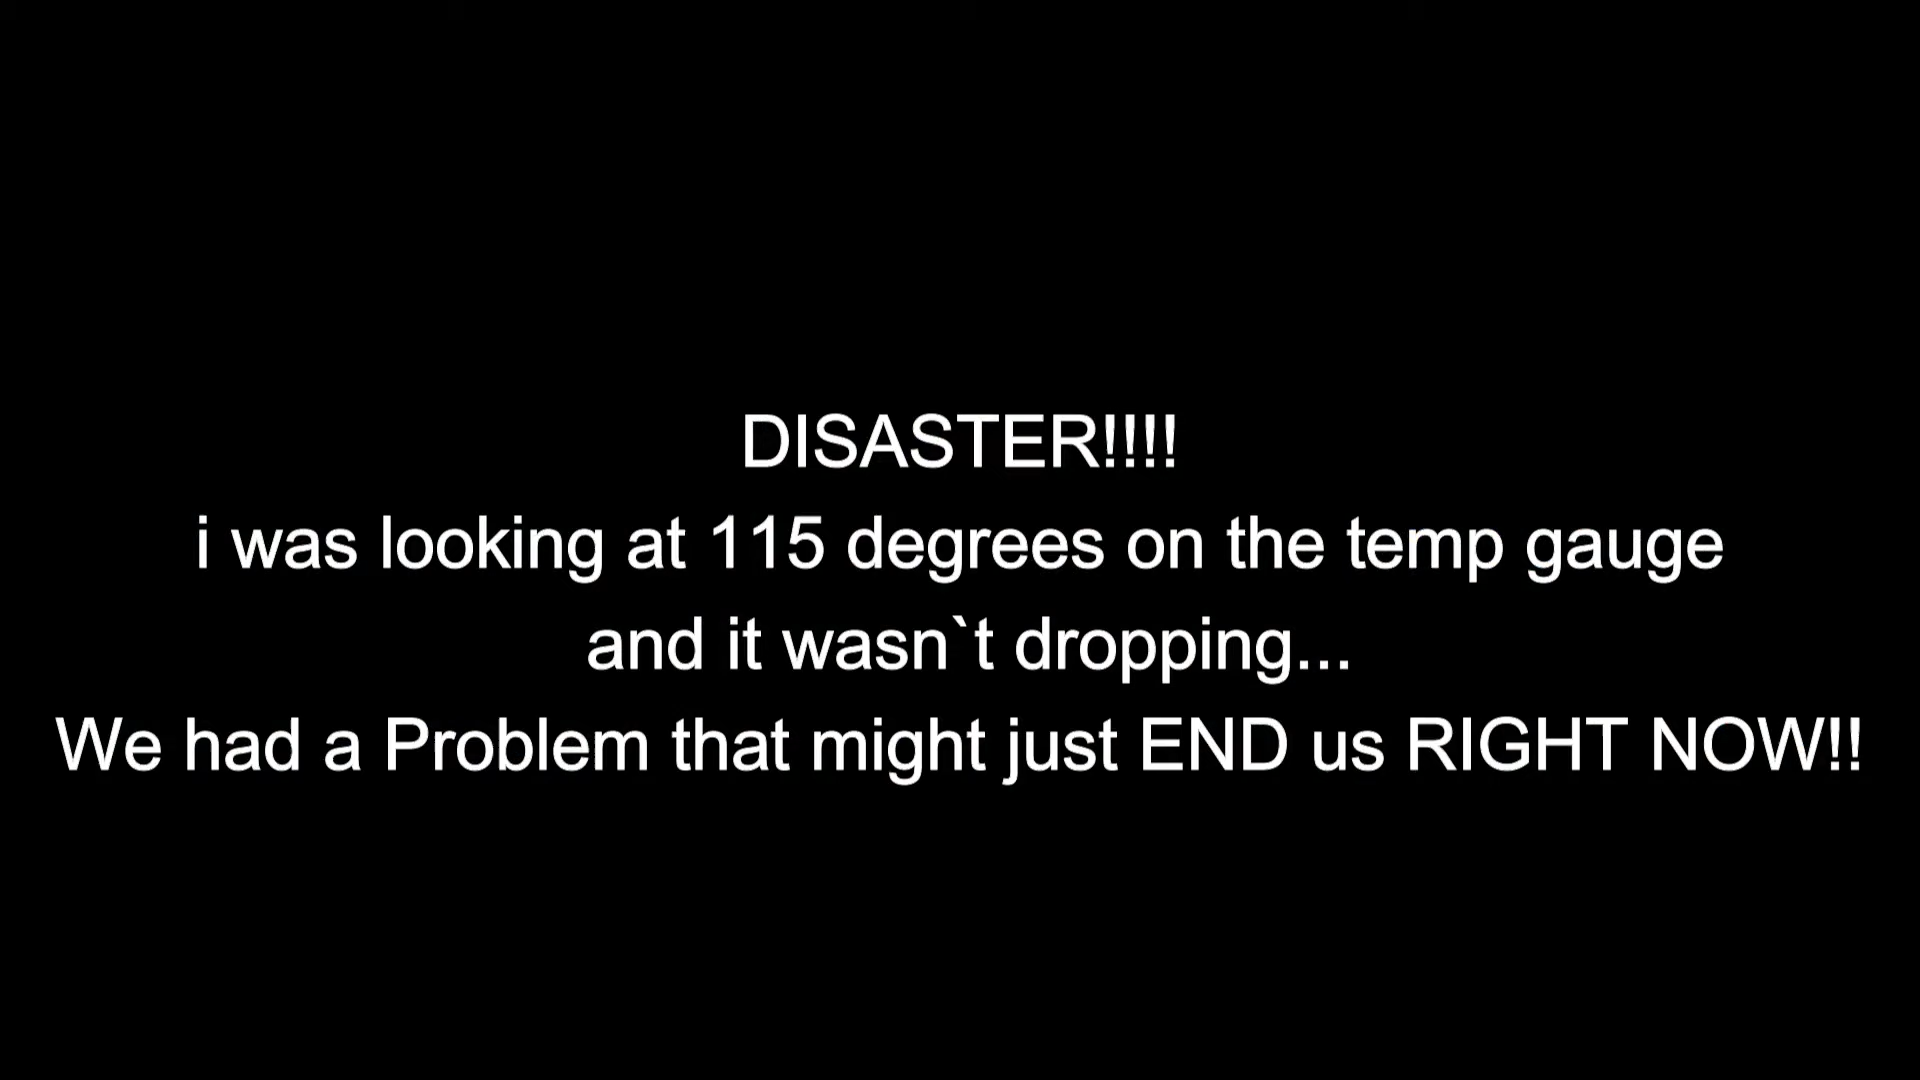 DISASTER!!!!
i was looking at 115 degrees on the temp gauge
and it wasn`t dropping...
We had a Problem that might just END us RIGHT NOW!!